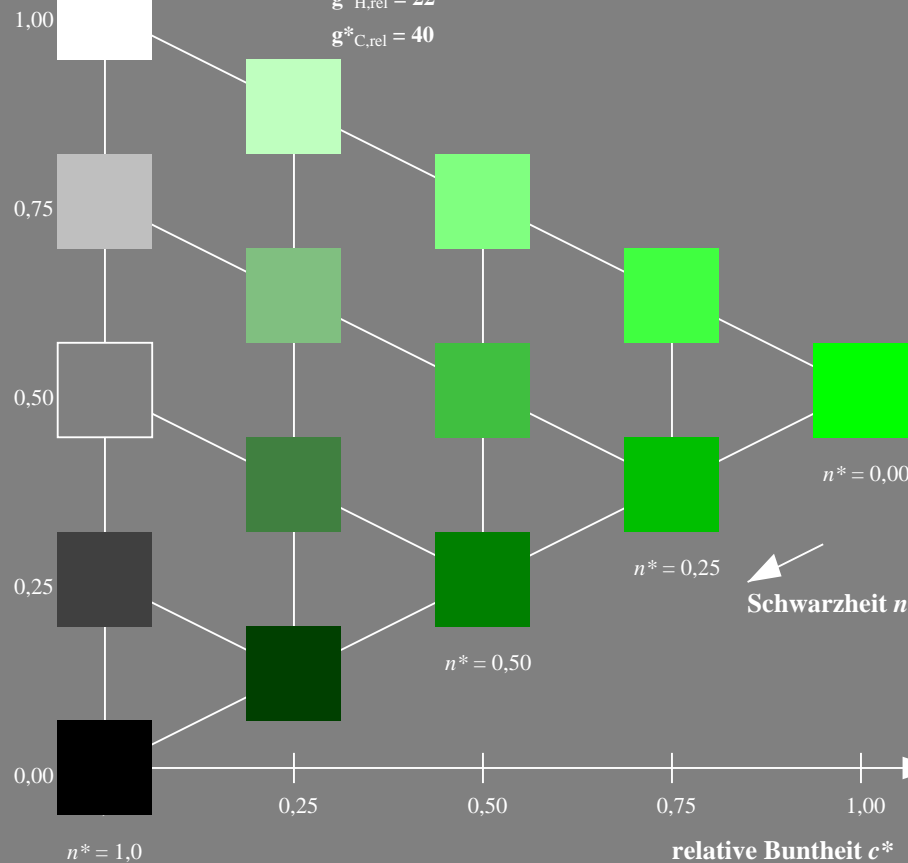 g*H,rel = 22
1,00
g*C,rel = 40
0,75
0,50
n* = 0,00
n* = 0,25
0,25
Schwarzheit n
n* = 0,50
0,00
0,25
0,50
0,75
1,00
n* = 1,0
relative Buntheit c*